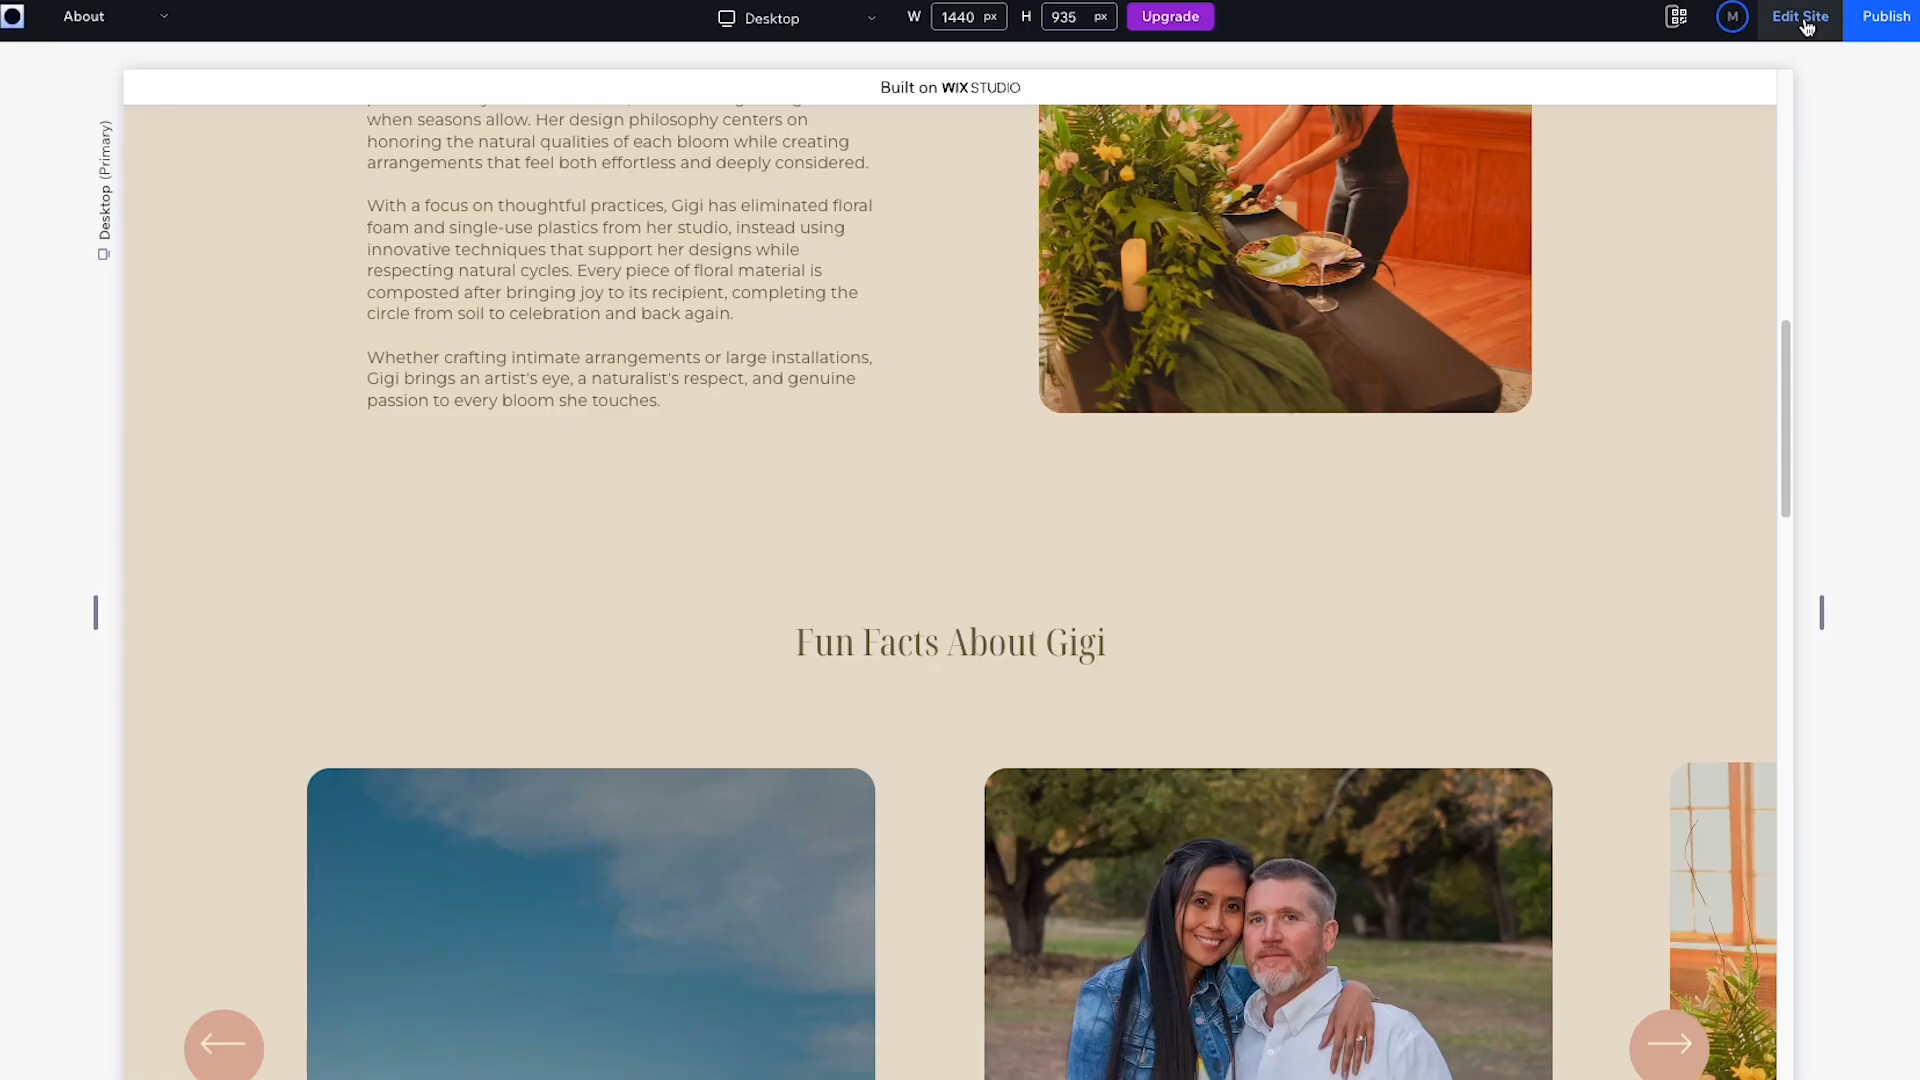 About
Desktop
W 1440 px H 935 px
Upgrade
M
Edit Site
Publish
Desktop (Primary)
Built on WIX STUDIO
when seasons allow. Her design philosophy centers on
honoring the natural qualities of each bloom while creating
arrangements that feel both effortless and deeply considered.
With a focus on thoughtful practices, Gigi has eliminated floral
foam and single-use plastics from her studio, instead using
innovative techniques that support her designs while
respecting natural cycles. Every piece of floral material is
composted after bringing joy to its recipient, completing the
circle from soil to celebration and back again.
Whether crafting intimate arrangements or large installations,
Gigi brings an artist's eye, a naturalist's respect, and genuine
passion to every bloom she touches.
Fun Facts About Gigi